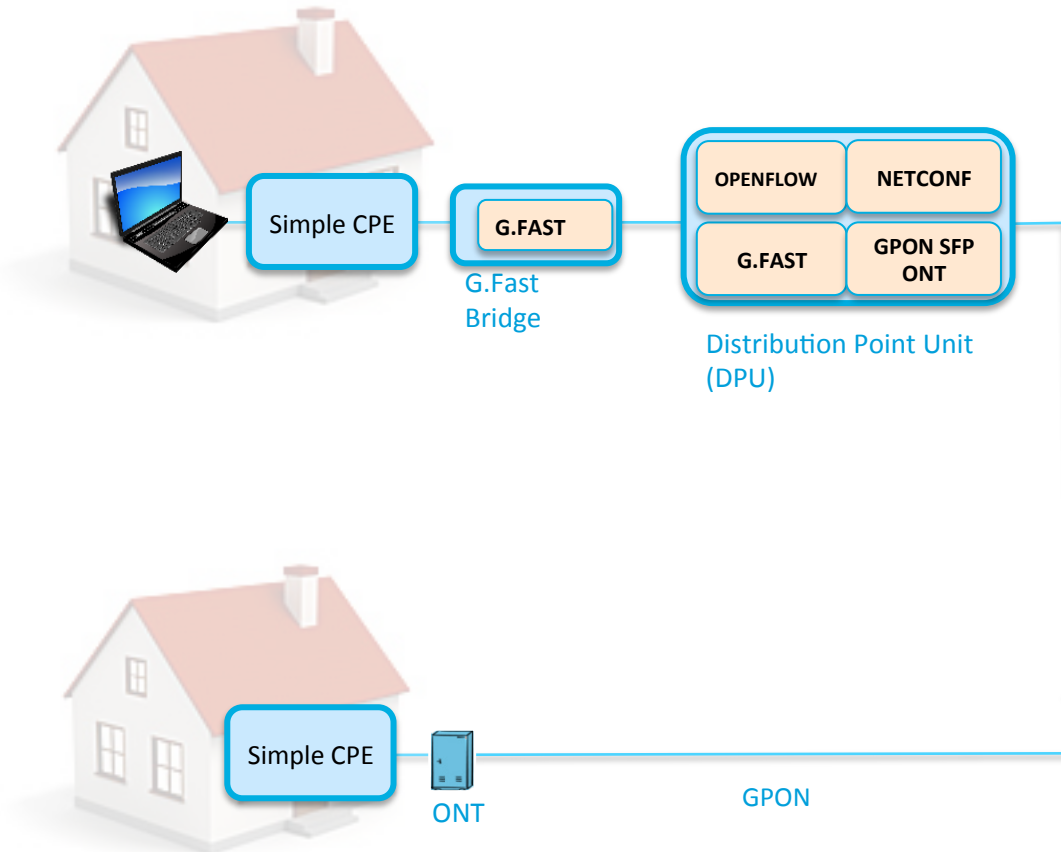 OPENFLOW
NETCONF
Simple CPE
G.FAST
G.FAST
GPON SFP
ONT
G.Fast
Bridge
Distribution Point Unit
(DPU)
Simple CPE
ONT
GPON